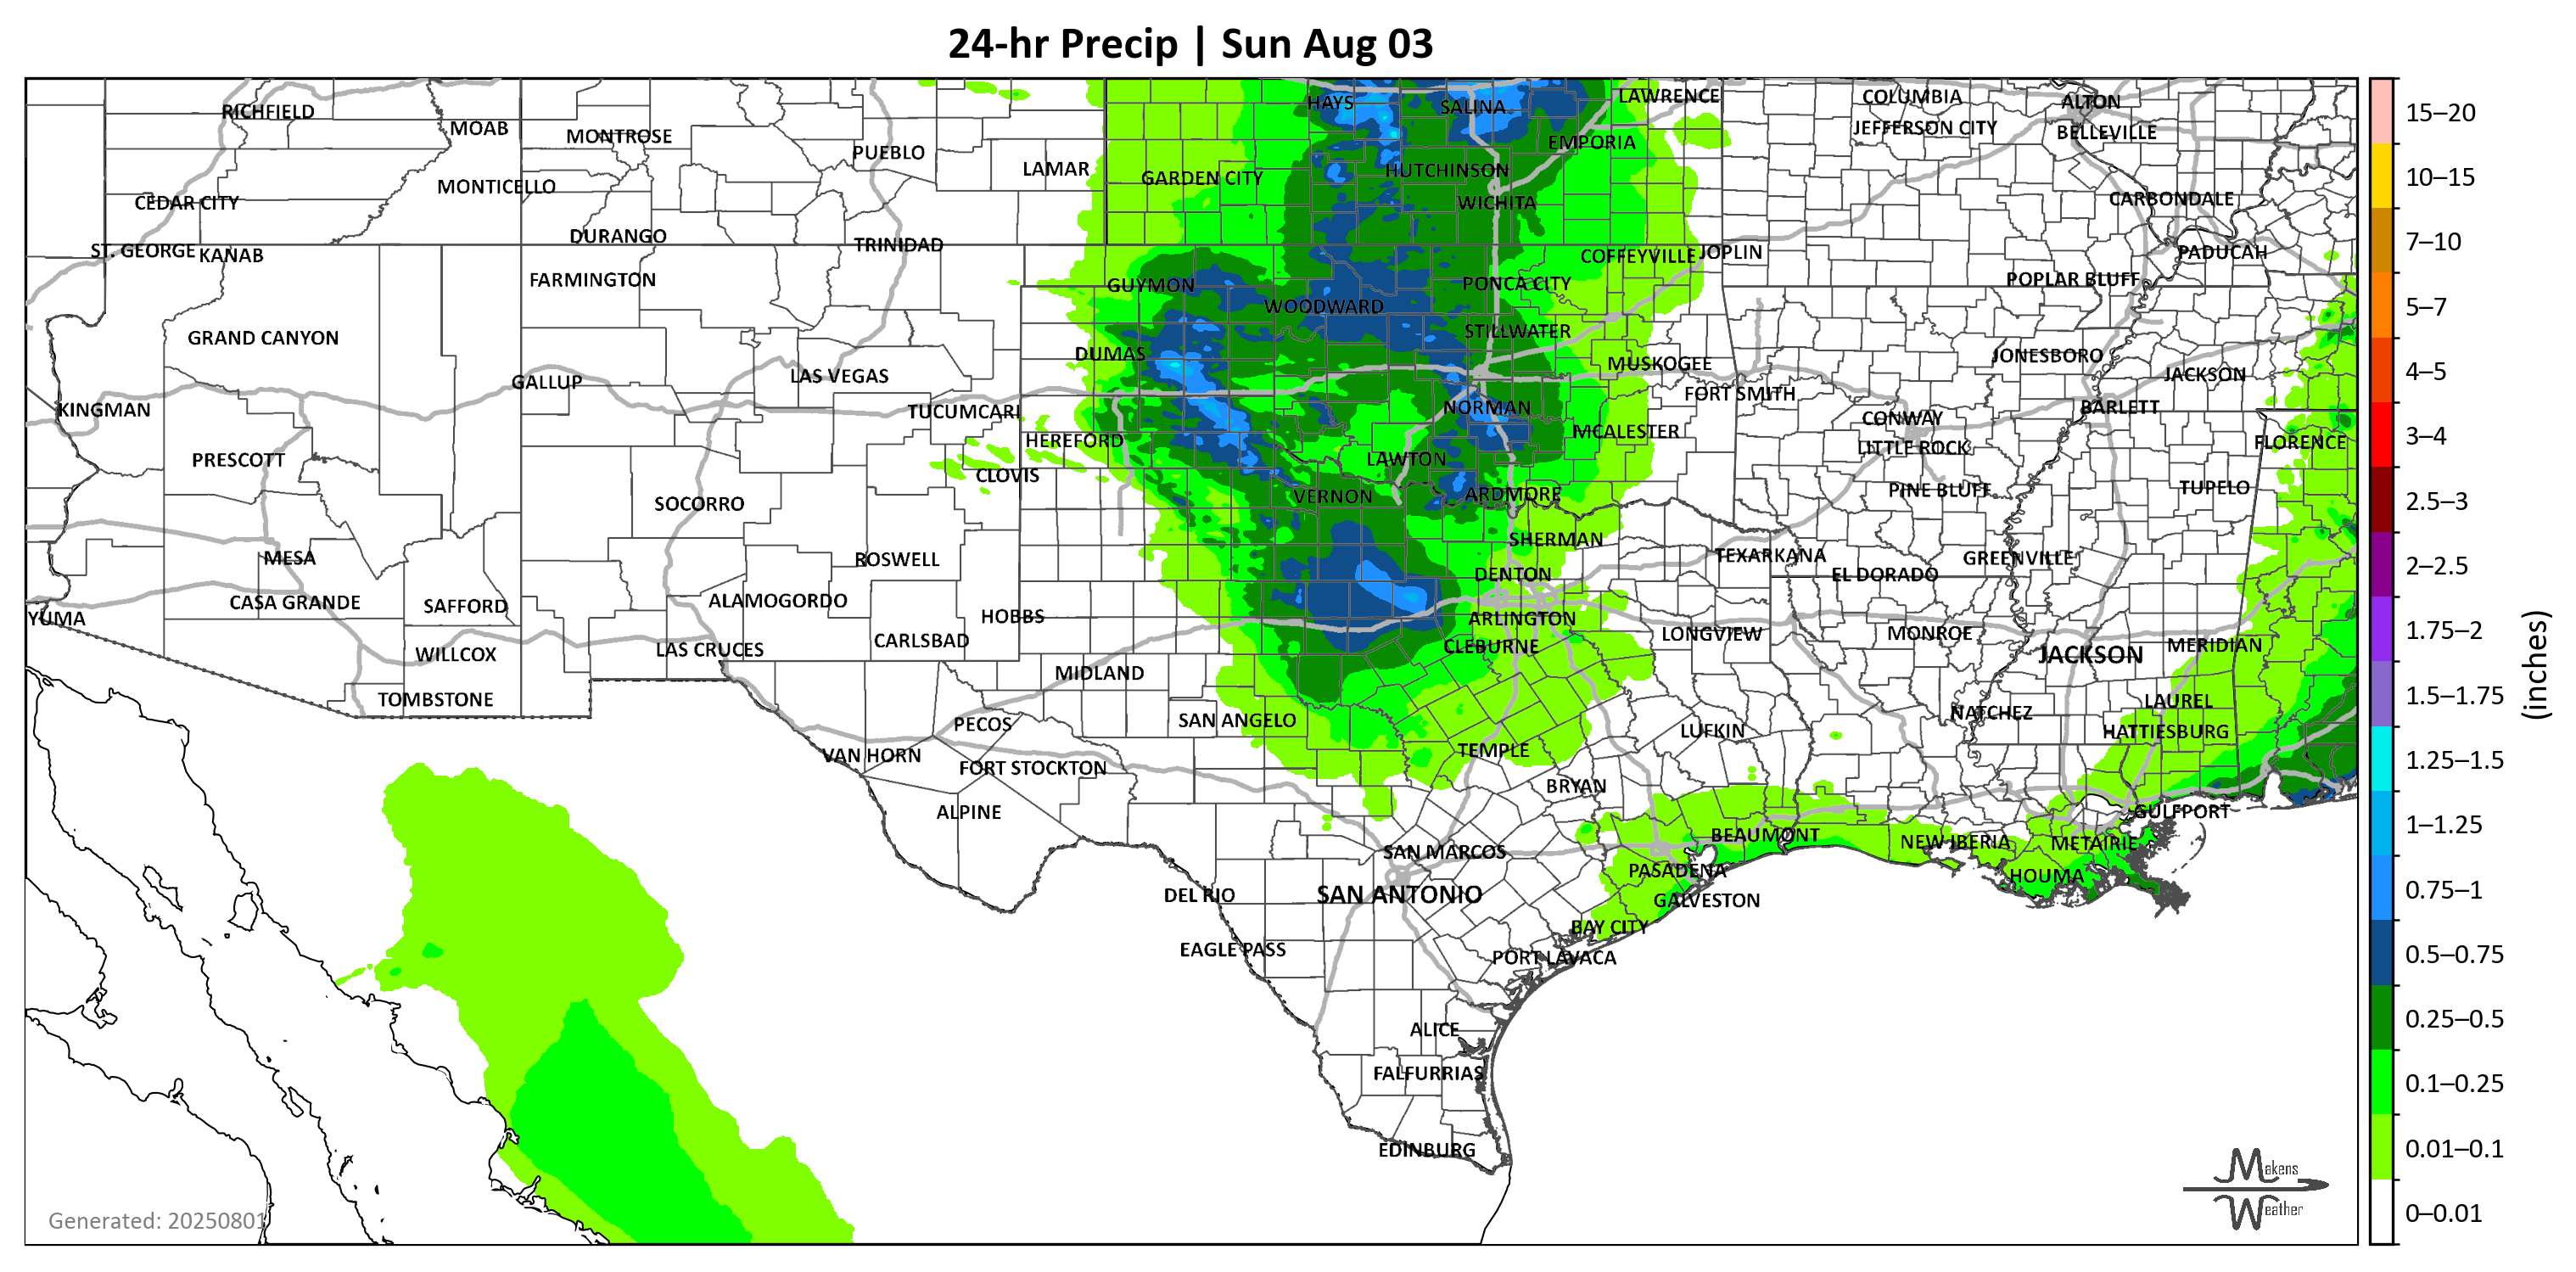 24-hr Precip | Sun Aug 03
RICHFIELD
MOAB
MONTROSE
PUEBLO
LAMAR
HAYS
SALINA
LAWRENCE
COLUMBIA
ALTON
JEFFERSON CITY
BELLEVILLE
EMPORIA
HUTCHINSON
GARDEN CITY
MONTICELLO
CEDAR CITY
WICHITA
CARBONDALE
DURANGO
TRINIDAD
ST. GEORGE
KANAB
COFFEYVILLE
JOPLIN
PADUCAH
FARMINGTON
GUYMON
PONCA CITY
POPLAR BLUFF
WOODWARD
STILLWATER
GRAND CANYON
DUMAS
MUSKOGEE
JONESBORO
GALLUP
LAS VEGAS
JACKSON
FORT SMITH
KINGMAN
TUCUMCARI
NORMAN
BARLETT
CONWAY
MCALESTER
HEREFORD
FLORENCE
LITTLE ROCK
PRESCOTT
LAWTON
CLOVIS
SOCORRO
VERNON
ARDMORE
PINE BLUFF
TUPELO
SHERMAN
MESA
ROSWELL
TEXARKANA
GREENVILLE
DENTON
EL DORADO
CASA GRANDE
SAFFORD
ALAMOGORDO
HOBBS
YUMA
ARLINGTON
CARLSBAD
LONGVIEW
MONROE
CLEBURNE
MERIDIAN
WILLCOX
LAS CRUCES
JACKSON
MIDLAND
TOMBSTONE
LAUREL
SAN ANGELO
NATCHEZ
PECOS
LUFKIN
HATTIESBURG
VAN HORN
TEMPLE
FORT STOCKTON
BRYAN
ALPINE
GULFPORT
BEAUMONT
NEW IBERIA
METAIRIE
SAN MARCOS
PASADENA
HOUMA
DEL RIO
SAN ANTONIO
GALVESTON
BAY CITY
EAGLE PASS
PORT LAVACA
ALICE
FALFURRIAS
EDINBURG
Generated: 20250801
Makens
Weather
15–20
10–15
7–10
5–7
4–5
3–4
2.5–3
2–2.5
1.75–2
1.5–1.75
1.25–1.5
1–1.25
0.75–1
0.5–0.75
0.25–0.5
0.1–0.25
0.01–0.1
0–0.01
(inches)